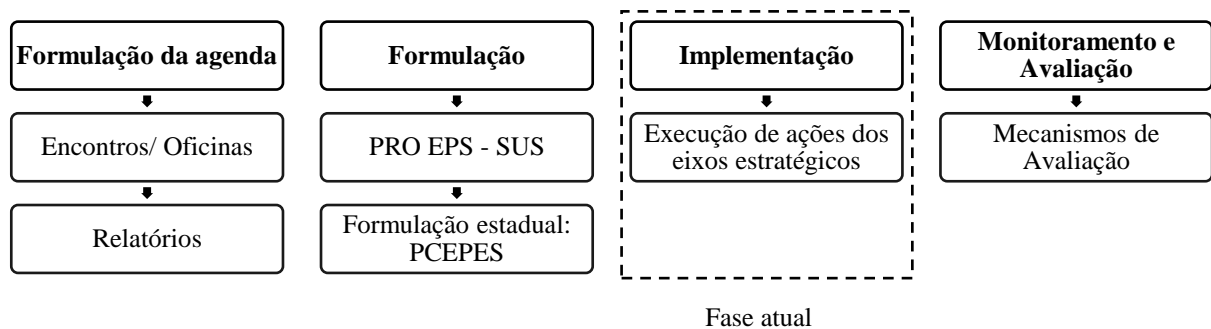 Formulação da agenda
Encontros/ Oficinas
Relatórios
Formulação
PRO EPS - SUS
Formulação estadual:
PCEPES
Implementação
Execução de ações dos
eixos estratégicos
Monitoramento e
Avaliação
Mecanismos de
Avaliação
Fase atual